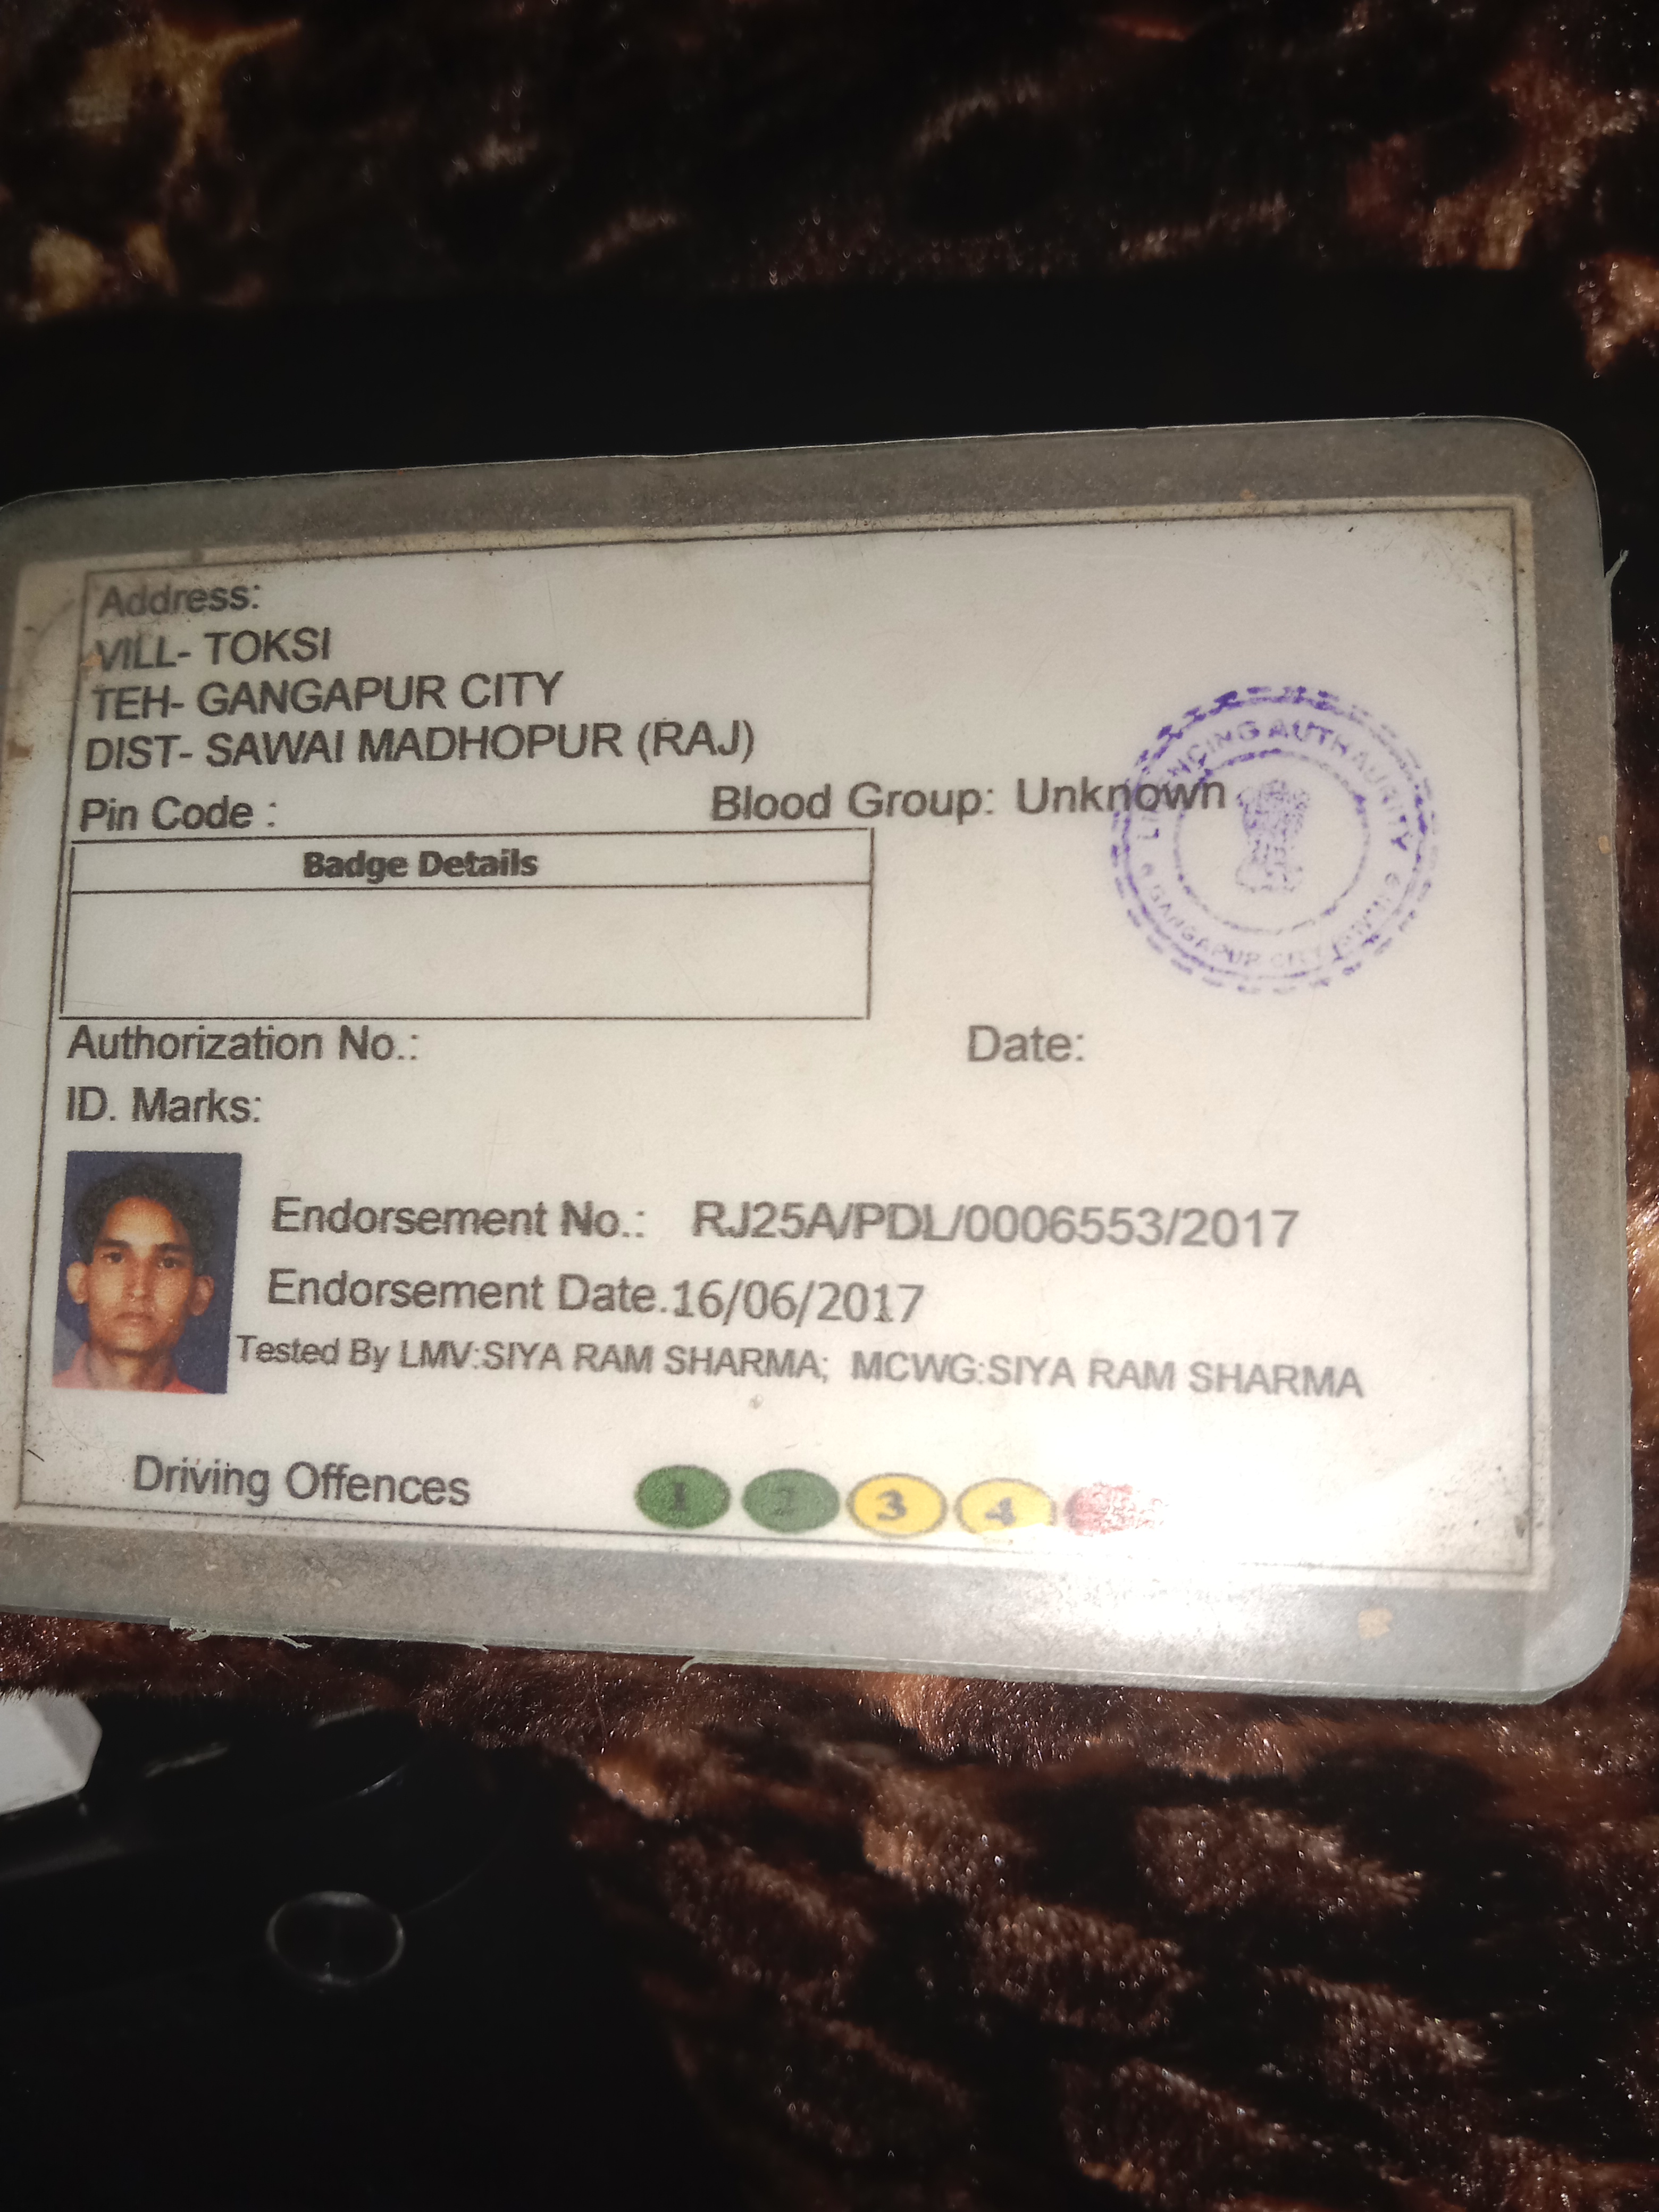 Address:
VILL- TOKSI
TEH- GANGAPUR CITY
DIST- SAWAI MADHOPUR (RAJ)
Pin Code : Blood Group: Unknown
LICENCING AUTHAURITY
GANGAPUR CITY
Badge Details
Authorization No.: Date:
ID. Marks:
Endorsement No.: RJ25A/PDL/0006553/2017
Endorsement Date.16/06/2017
Tested By LMV:SIYA RAM SHARMA; MCWG:SIYA RAM SHARMA
Driving Offences 1 2 3 4